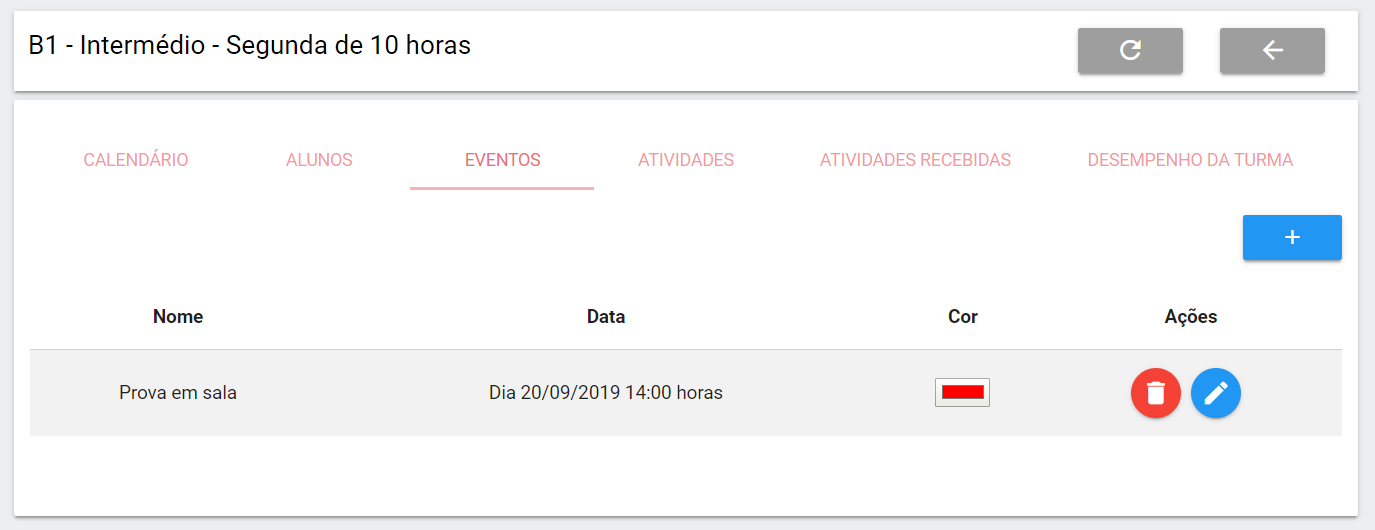 B1 - Intermédio - Segunda de 10 horas
CALENDÁRIO ALUNOS EVENTOS ATIVIDADES ATIVIDADES RECEBIDAS DESEMPENHO DA TURMA
+
Nome Data Cor Ações
Prova em sala Dia 20/09/2019 14:00 horas